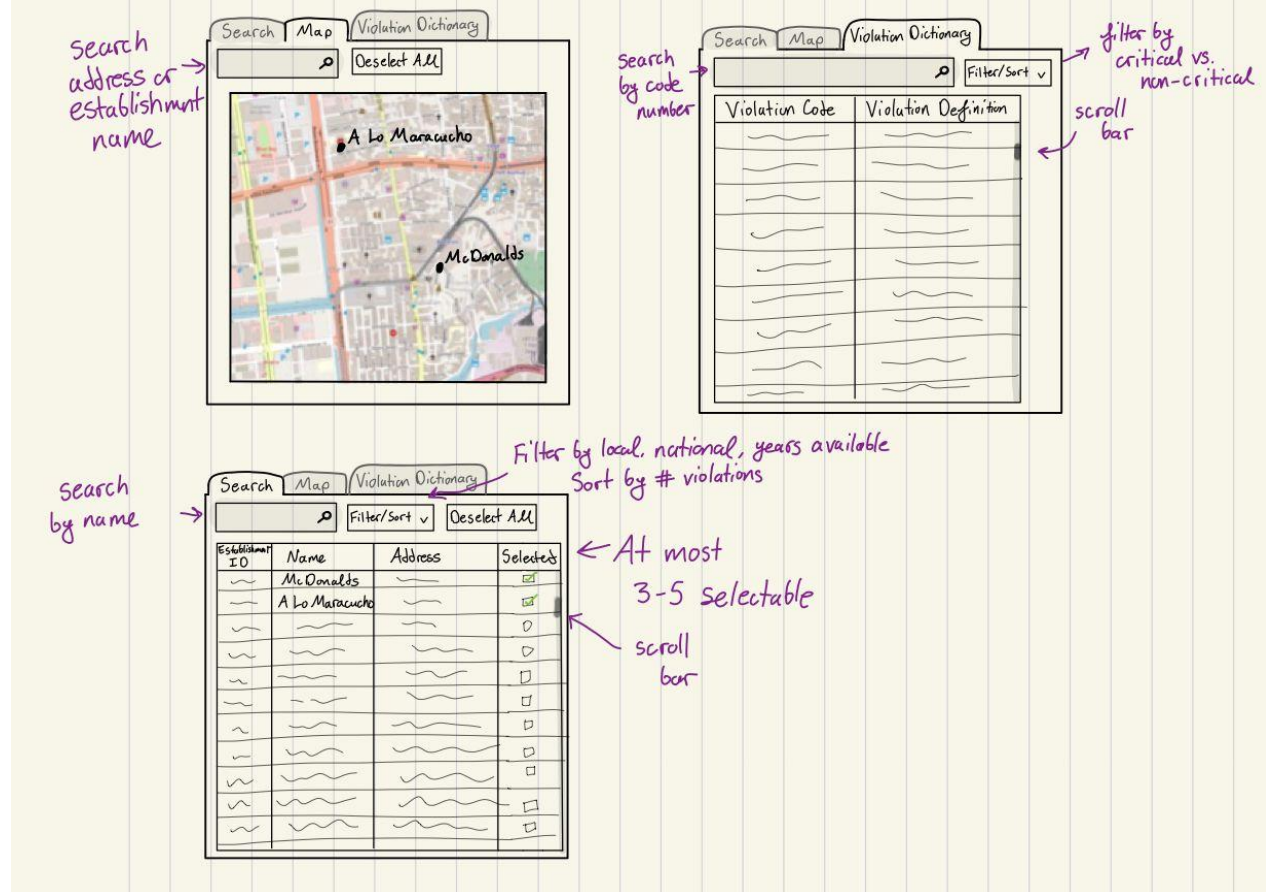 Search
address or
establishment
name
Search Map Violation Dictionary
Deselect All
A Lo Maracucho
McDonalds
Search
by code
number
Search Map Violation Dictionary
Filter/Sort
filter by
critical vs.
non-critical
scroll
bar
Violation Code Violation Definition
Filter by local, national, years available
Sort by # violations
Search
by name
Search Map Violation Dictionary
Filter/Sort Deselect All
Establishment
ID Name Address Selected
McDonalds
A Lo Maracucho
At most
3-5 selectable
scroll
bar